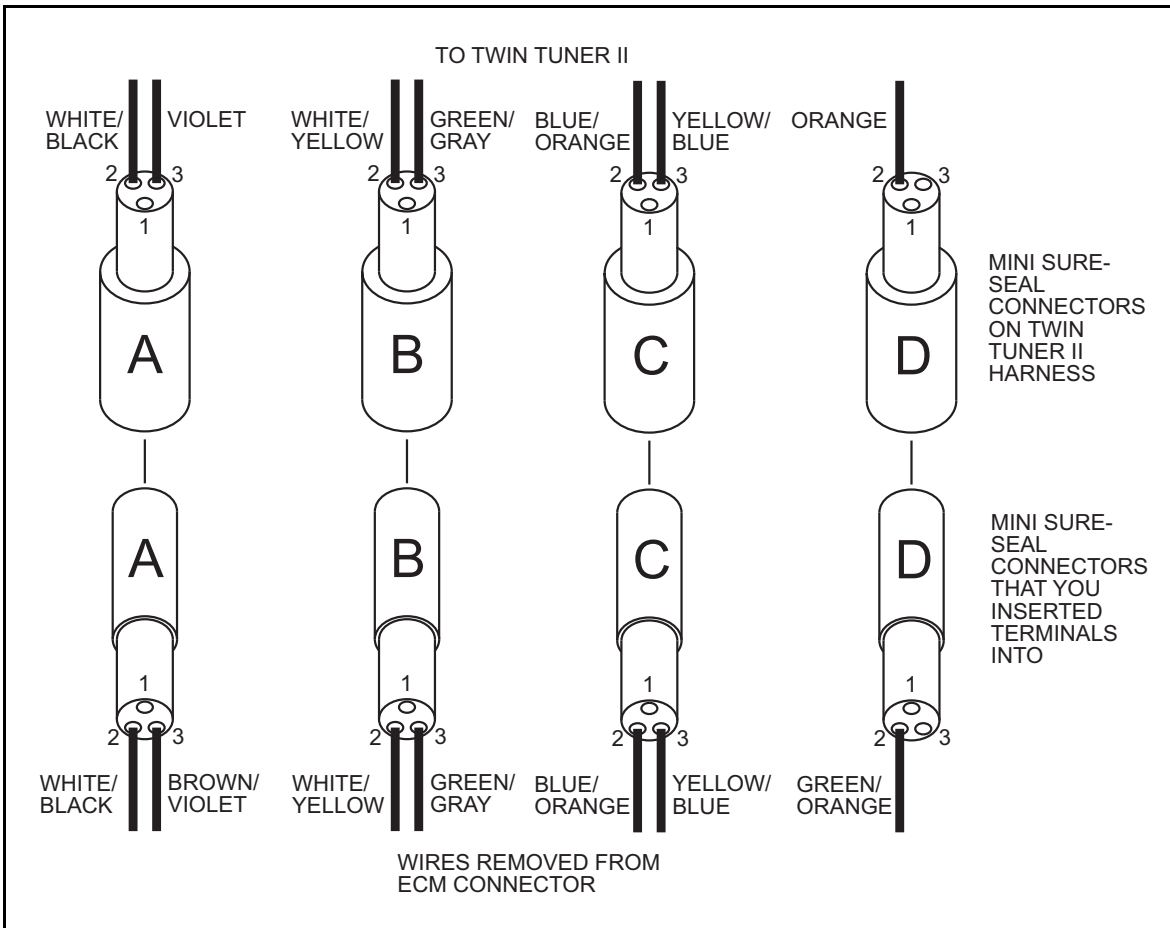 TO TWIN TUNER II
WHITE/
BLACK
VIOLET
WHITE/
YELLOW
GREEN/
GRAY
BLUE/
ORANGE
YELLOW/
BLUE
ORANGE
2
3
1
2
3
1
2
3
1
2
3
1
A
B
C
D
MINI SURE-
SEAL
CONNECTORS
ON TWIN
TUNER II
HARNESS
A
B
C
D
MINI SURE-
SEAL
CONNECTORS
THAT YOU
INSERTED
TERMINALS
INTO
1
2
3
1
2
3
1
2
3
1
2
3
WHITE/
BLACK
BROWN/
VIOLET
WHITE/
YELLOW
GREEN/
GRAY
BLUE/
ORANGE
YELLOW/
BLUE
GREEN/
ORANGE
WIRES REMOVED FROM
ECM CONNECTOR